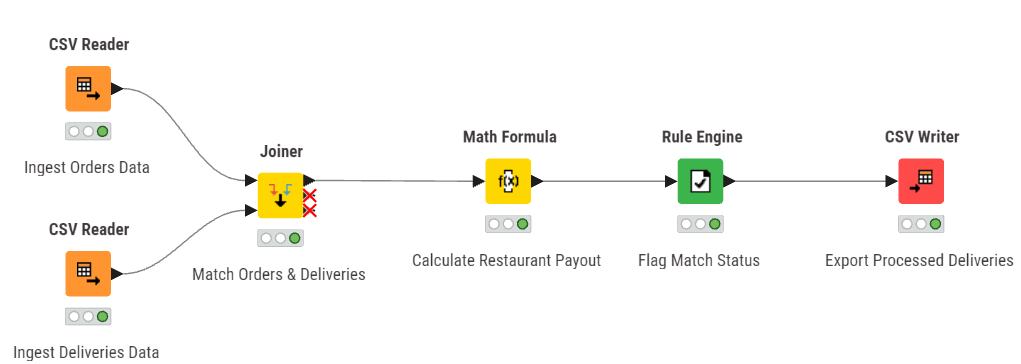 CSV Reader
Ingest Orders Data
CSV Reader
Ingest Deliveries Data
Joiner
Match Orders & Deliveries
Math Formula
f(x)
Calculate Restaurant Payout
Rule Engine
Flag Match Status
CSV Writer
Export Processed Deliveries